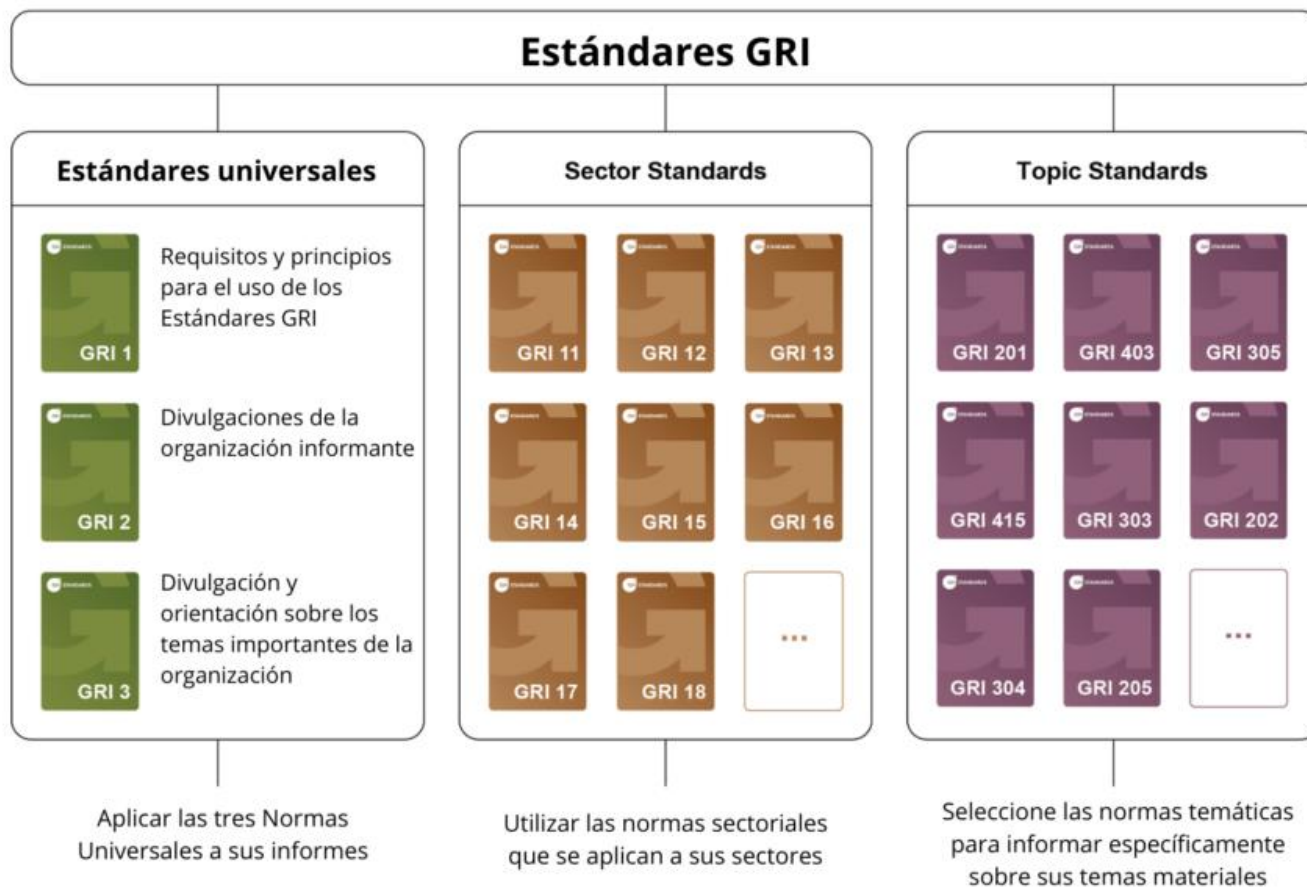 Estándares GRI
Estándares universales
GRI 1
Requisitos y principios
para el uso de los
Estándares GRI
GRI 2
Divulgaciones de la
organización informante
GRI 3
Divulgación y
orientación sobre los
temas importantes de la
organización
Aplicar las tres Normas
Universales a sus informes
Sector Standards
GRI 11
GRI 12
GRI 13
GRI 14
GRI 15
GRI 16
GRI 17
GRI 18
...
Utilizar las normas sectoriales
que se aplican a sus sectores
Topic Standards
GRI 201
GRI 403
GRI 305
GRI 415
GRI 303
GRI 202
GRI 304
GRI 205
...
Seleccione las normas temáticas
para informar específicamente
sobre sus temas materiales